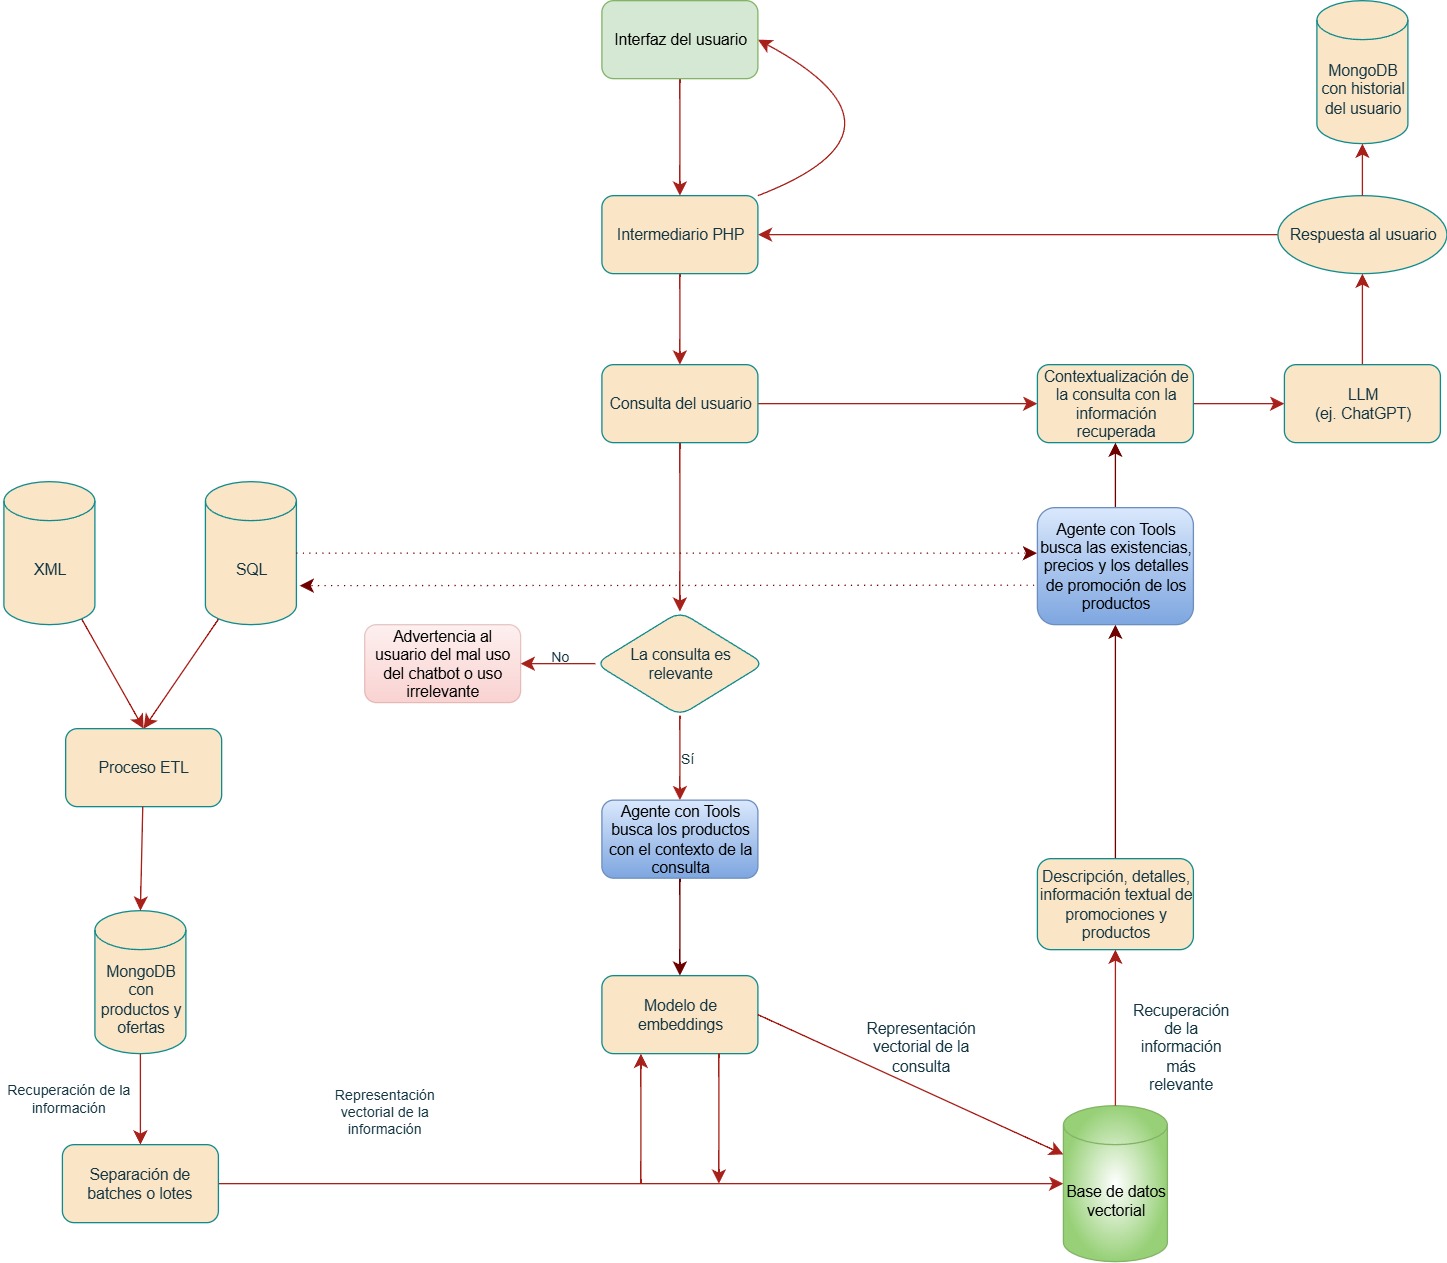 Interfaz del usuario
MongoDB
con historial
del usuario
Intermediario PHP
Respuesta al usuario
Consulta del usuario
Contextualización de
la consulta con la
información
recuperada
LLM
(ej. ChatGPT)
XML
SQL
Agente con Tools
busca las existencias,
precios y los detalles
de promoción de los
productos
Advertencia al
usuario del mal uso
del chatbot o uso
irrelevante
No
La consulta es
relevante
Sí
Proceso ETL
Agente con Tools
busca los productos
con el contexto de la
consulta
Descripción, detalles,
información textual de
promociones y
productos
MongoDB
con
productos y
ofertas
Modelo de
embeddings
Representación
vectorial de la
consulta
Recuperación
de la
información
más
relevante
Recuperación de la
información
Representación
vectorial de la
información
Separación de
batches o lotes
Base de datos
vectorial